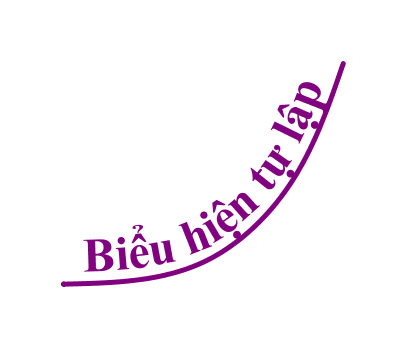 Biểu hiện tự lập